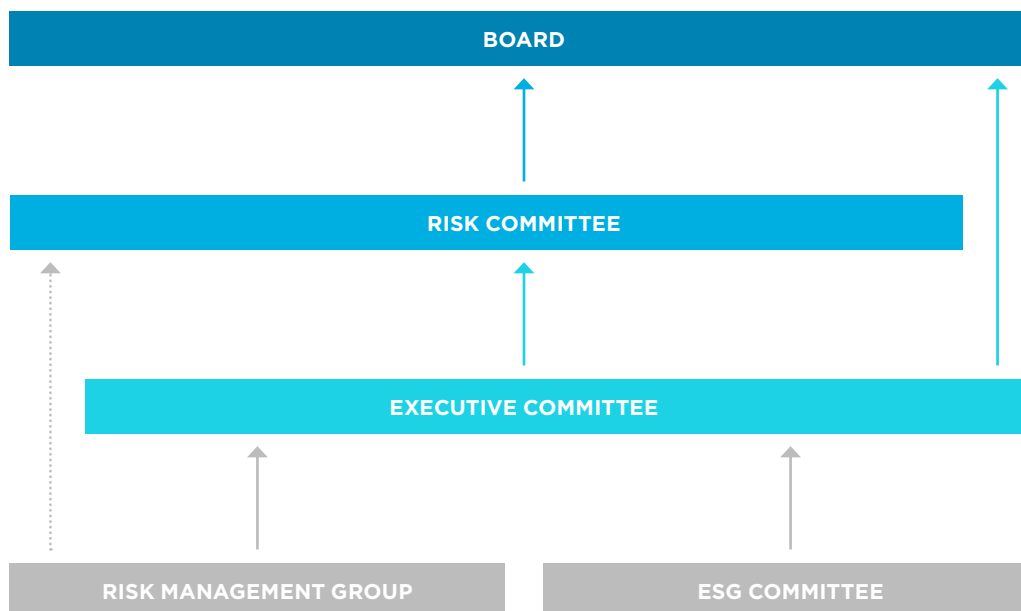 BOARD
RISK COMMITTEE
EXECUTIVE COMMITTEE
RISK MANAGEMENT GROUP
ESG COMMITTEE